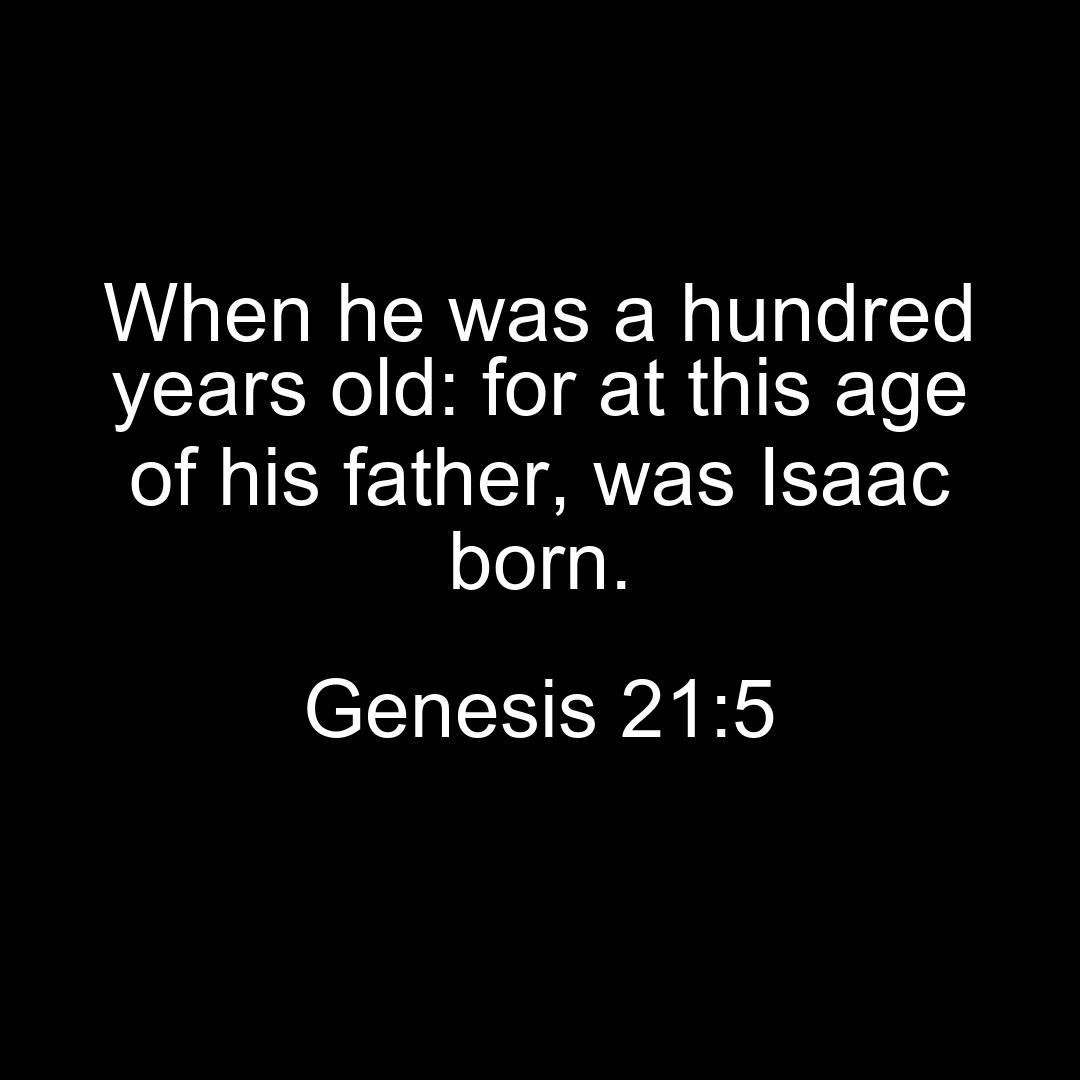 When he was a hundred
years old: for at this age
of his father, was Isaac
born.
Genesis 21:5